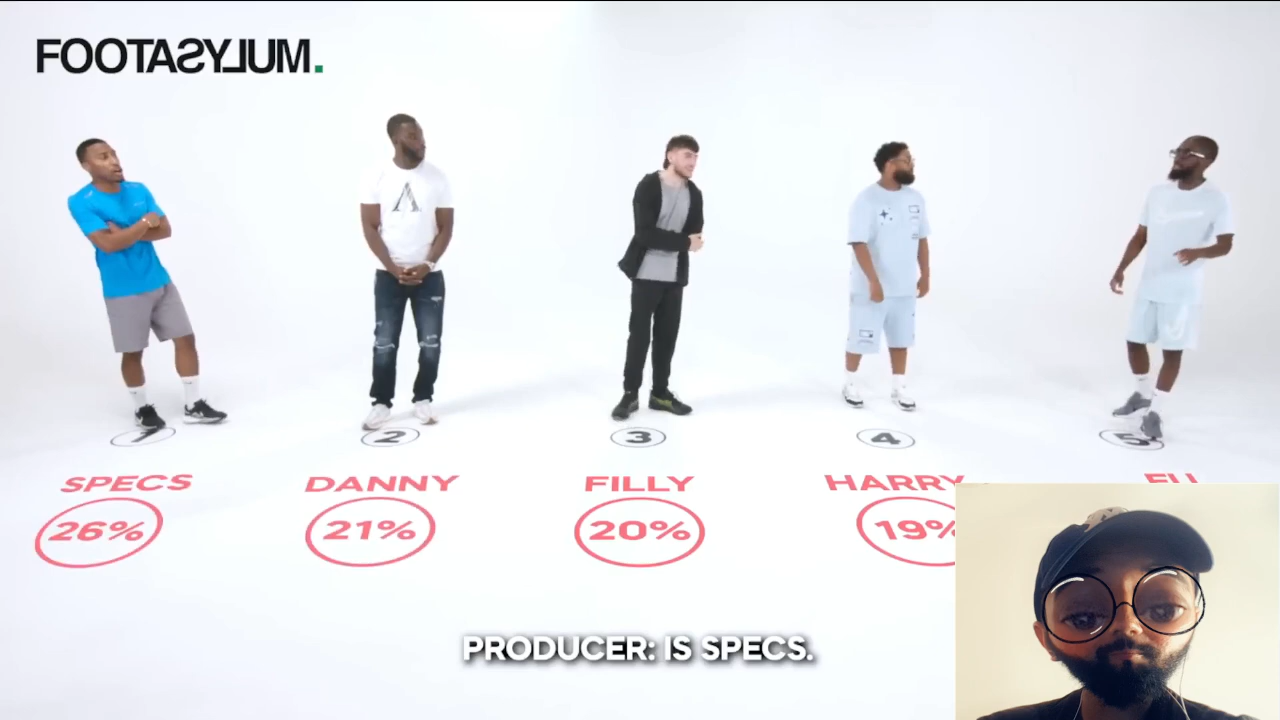 FOOTASYLUM.
1 2 3 4 5
SPECS DANNY FILLY HARRY
26% 21% 20% 19%
PRODUCER: IS SPECS.